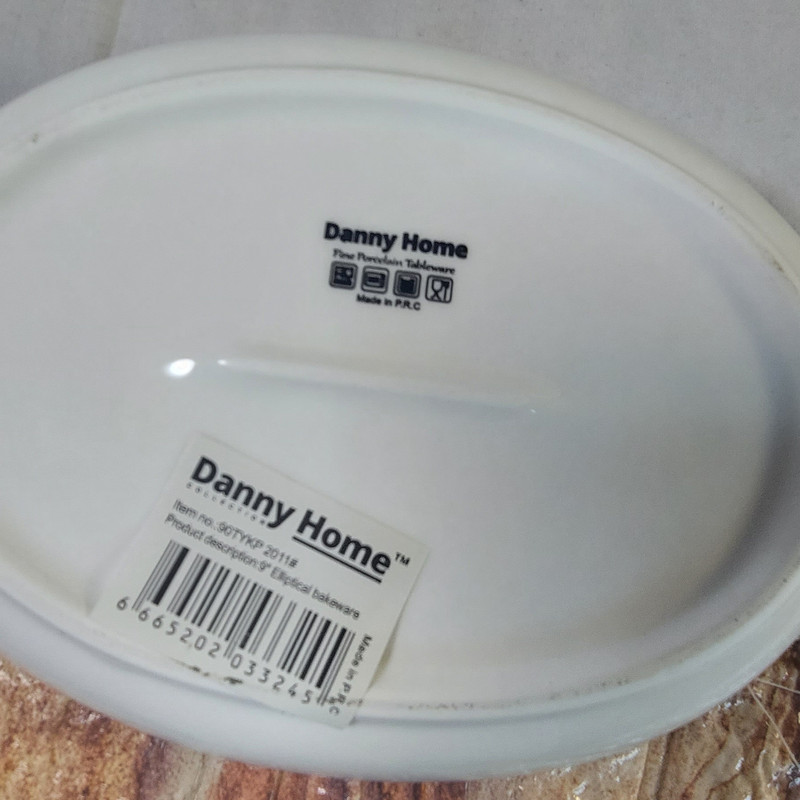 Danny Home
Fine Porcelain Tableware
Made in P.R.C
Danny Home™
COLLECTION
Item no.:90TYKP 2011#
Product description:9" Elliptical bakeware
6 665202 033245
Made in P.R.C